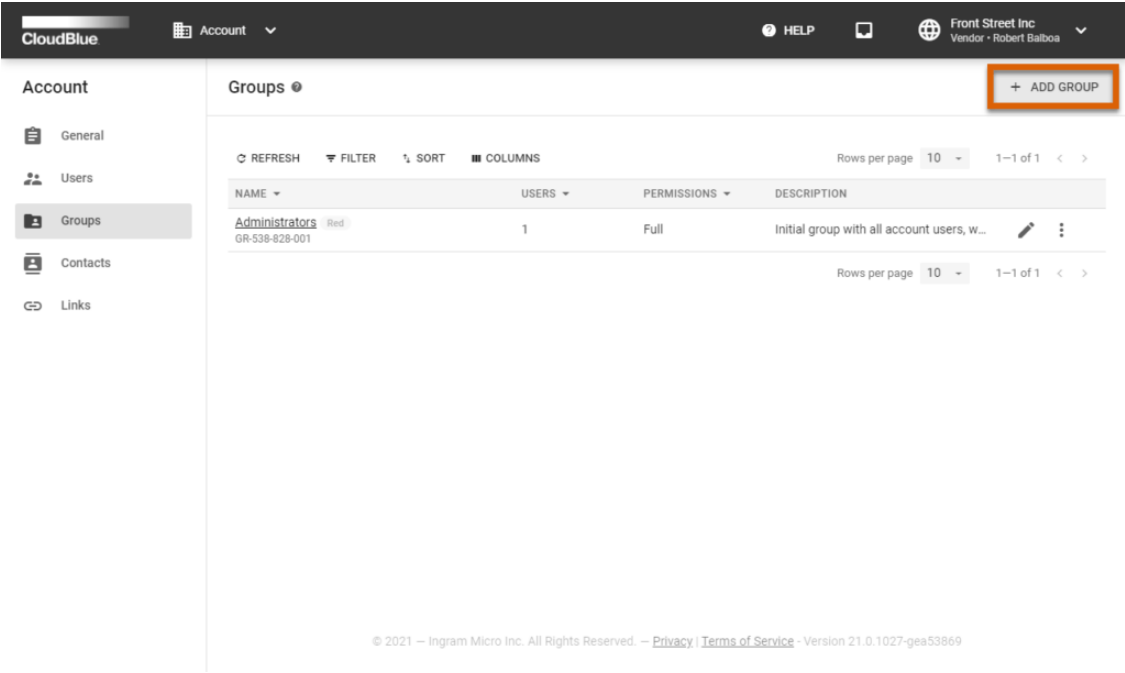 CloudBlue
Account
HELP
Front Street Inc
Vendor • Robert Balboa
Account
General
Users
Groups
Contacts
Links
Groups
+ ADD GROUP
REFRESH FILTER SORT COLUMNS
Rows per page 10 1–1 of 1 < >
NAME USERS PERMISSIONS DESCRIPTION
Administrators Red 1 Full Initial group with all account users, w...
GR-538-828-001
Rows per page 10 1–1 of 1 < >
© 2021 — Ingram Micro Inc. All Rights Reserved. — Privacy | Terms of Service - Version 21.0.1027-gea53869